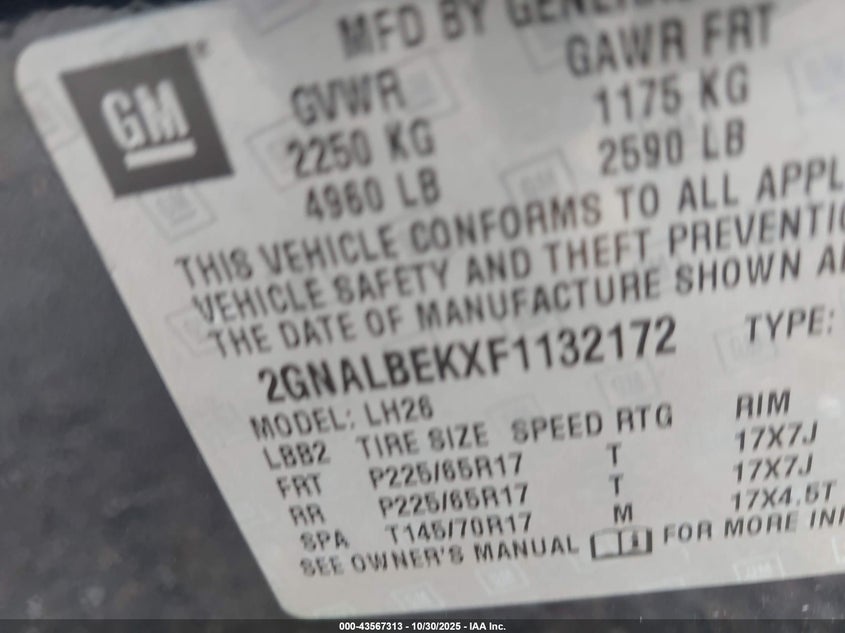 MFD BY GENERA
GM
GVWR GAWR FRT
2250 KG 1175 KG
4960 LB 2590 LB
THIS VEHICLE CONFORMS TO ALL APPL
VEHICLE SAFETY AND THEFT PREVENTIO
THE DATE OF MANUFACTURE SHOWN A
2GNALBEKXF1132172 TYPE:
MODEL: LH26
L882 TIRE SIZE SPEED RTG RIM
FRT P225/65R17 T 17X7J
RR P225/65R17 T 17X7J
SPA T145/70R17 M 17X4.5T
SEE OWNER'S MANUAL FOR MORE IN
000-43567313 - 10/30/2025 - IAA Inc.